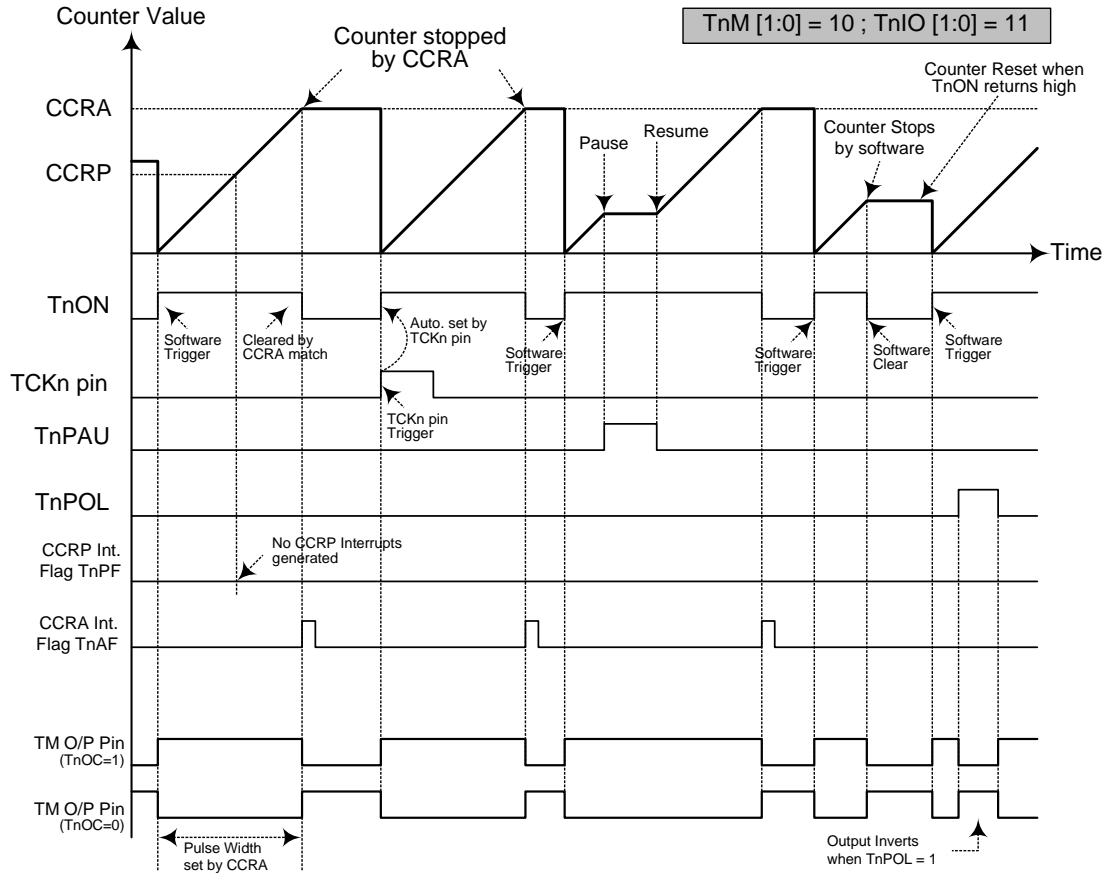 Counter Value
TnM [1:0] = 10 ; TnIO [1:0] = 11
Counter stopped
by CCRA
Counter Reset when
TnON returns high
CCRA
Pause
Resume
Counter Stops
by software
CCRP
Time
TnON
Software
Trigger
Cleared by
CCRA match
Auto. set by
TCKn pin
Software
Trigger
Software
Trigger
Software
Clear
Software
Trigger
TCKn pin
TCKn pin
Trigger
TnPAU
TnPOL
CCRP Int.
Flag TnPF
No CCRP Interrupts
generated
CCRA Int.
Flag TnAF
TM O/P Pin
(TnOC=1)
TM O/P Pin
(TnOC=0)
Pulse Width
set by CCRA
Output Inverts
when TnPOL = 1